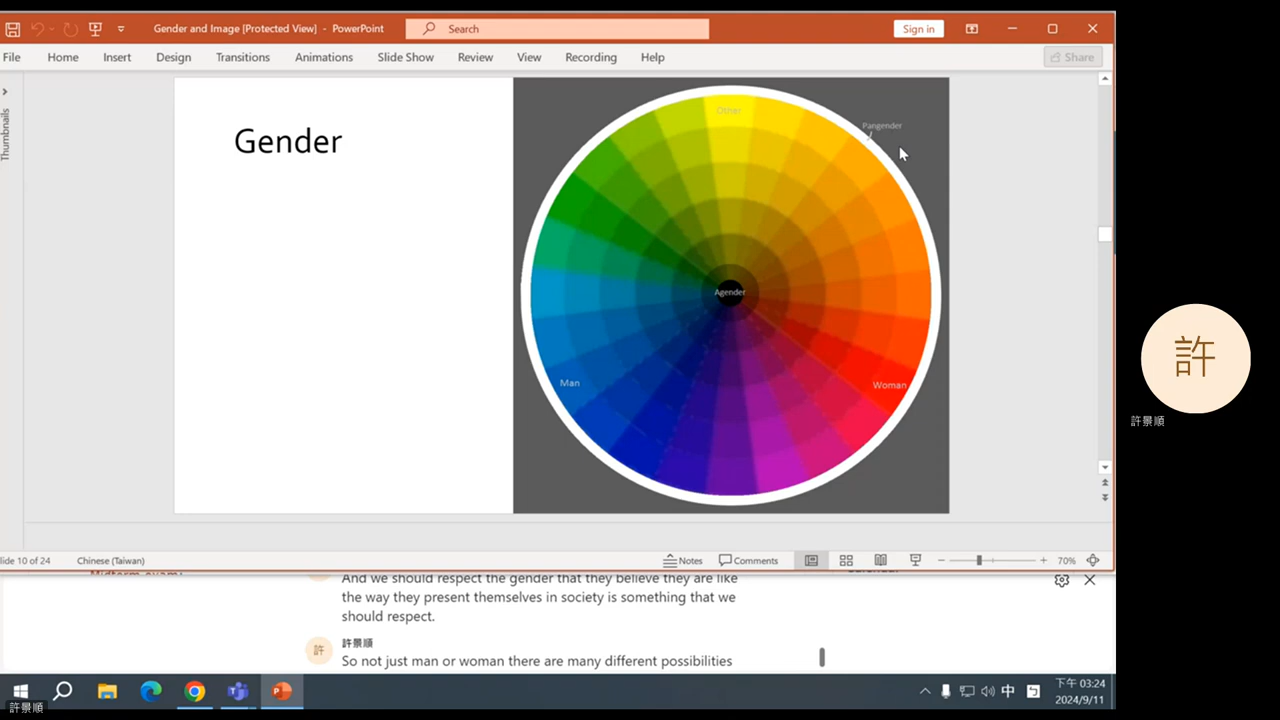 Gender and Image [Protected View] - PowerPoint
Search
Sign in
File Home Insert Design Transitions Animations Slide Show Review View Recording Help
Share
Thumbnails
Gender
Other
Pangender
Agender
Man
Woman
許
許景順
lide 10 of 24
Chinese (Taiwan)
Notes
Comments
70%
And we should respect the gender that they believe they are like
the way they present themselves in society is something that we
should respect.
許
許景順
So not just man or woman there are many different possibilities
中
下午 03:24
2024/9/11
許景順